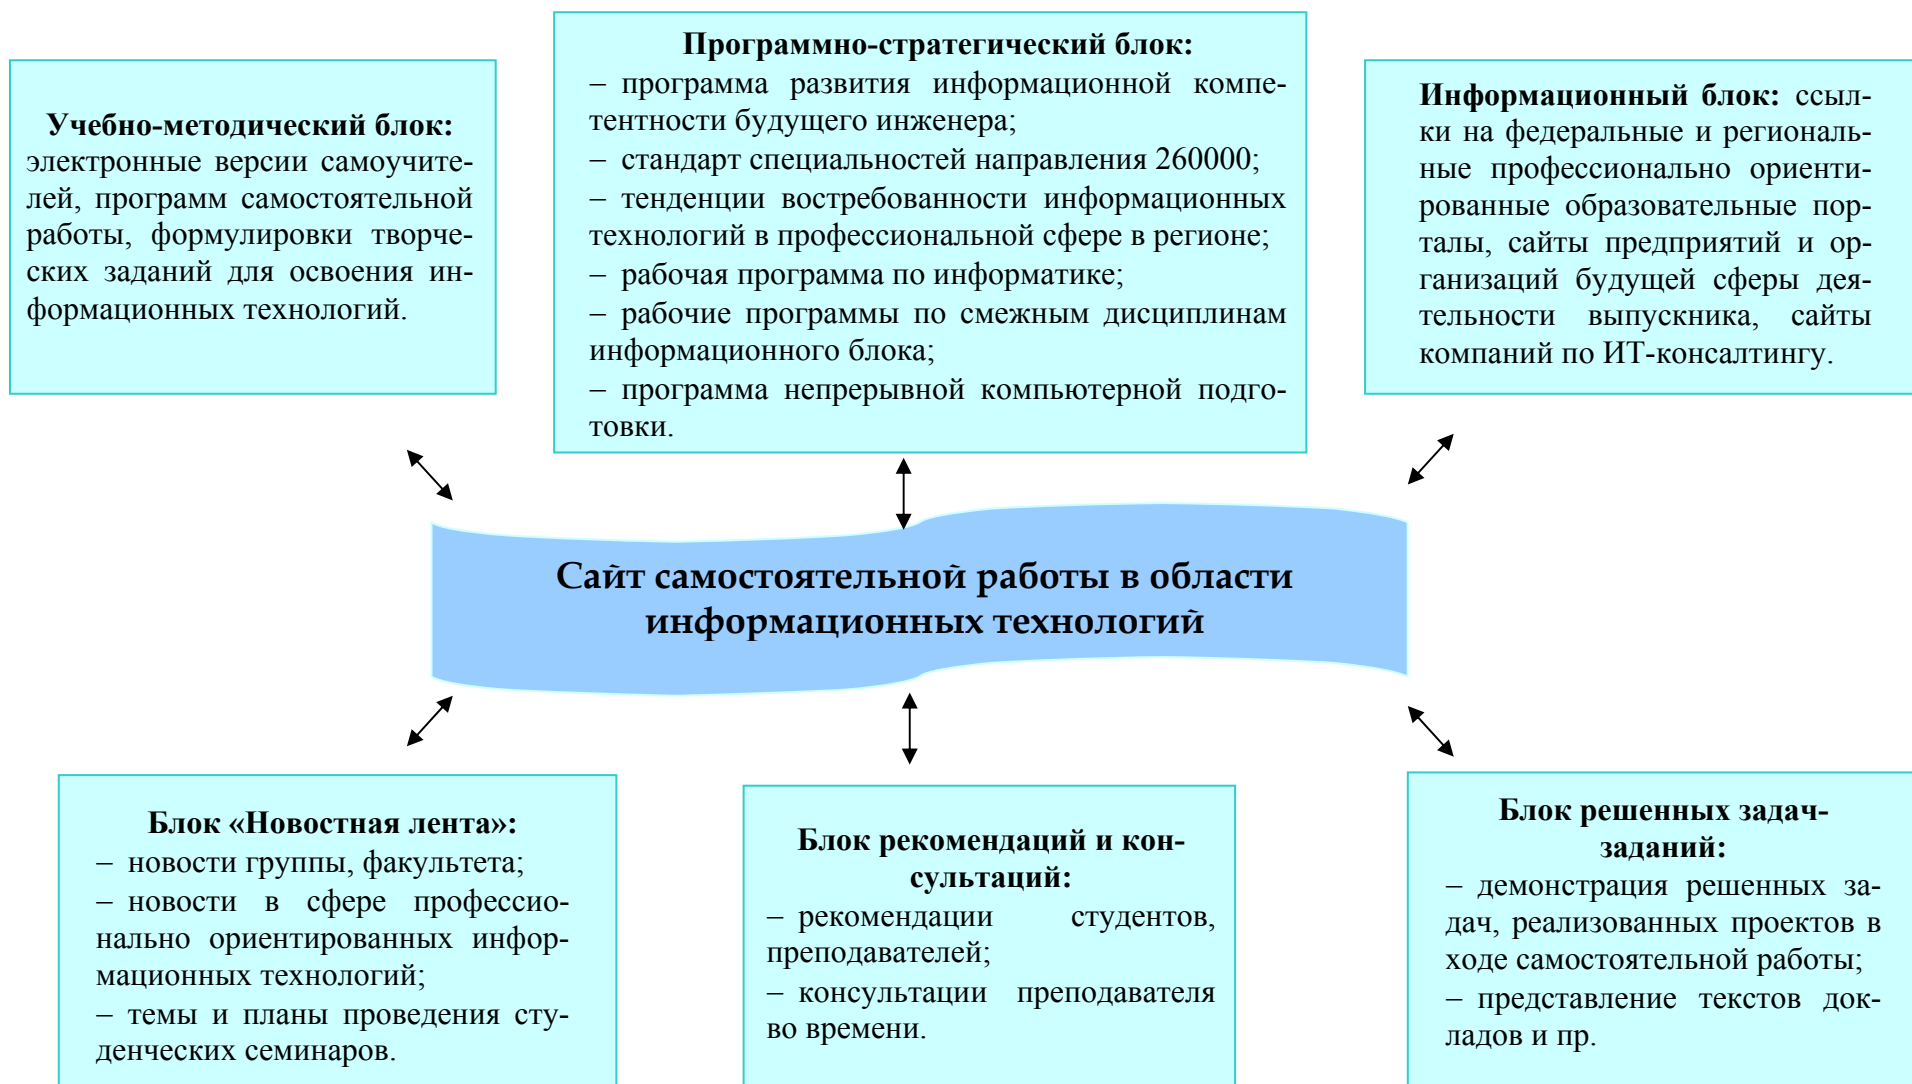 Учебно-методический блок:
электронные версии самоучите-
лей, программ самостоятельной
работы, формулировки творче-
ских заданий для освоения ин-
формационных технологий.
Программно-стратегический блок:
– программа развития информационной компе-
тентности будущего инженера;
– стандарт специальностей направления 260000;
– тенденции востребованности информационных
технологий в профессиональной сфере в регионе;
– рабочая программа по информатике;
– рабочие программы по смежным дисциплинам
информационного блока;
– программа непрерывной компьютерной подго-
товки.
Информационный блок: ссыл-
ки на федеральные и региональ-
ные профессионально ориенти-
рованные образовательные пор-
талы, сайты предприятий и ор-
ганизаций будущей сферы дея-
тельности выпускника, сайты
компаний по ИТ-консалтингу.
Сайт самостоятельной работы в области
информационных технологий
Блок «Новостная лента»:
– новости группы, факультета;
– новости в сфере профессио-
нально ориентированных инфор-
мационных технологий;
– темы и планы проведения сту-
денческих семинаров.
Блок рекомендаций и кон-
сультаций:
– рекомендации студентов,
преподавателей;
– консультации преподавателя
во времени.
Блок решенных задач-
заданий:
– демонстрация решенных за-
дач, реализованных проектов в
ходе самостоятельной работы;
– представление текстов док-
ладов и пр.